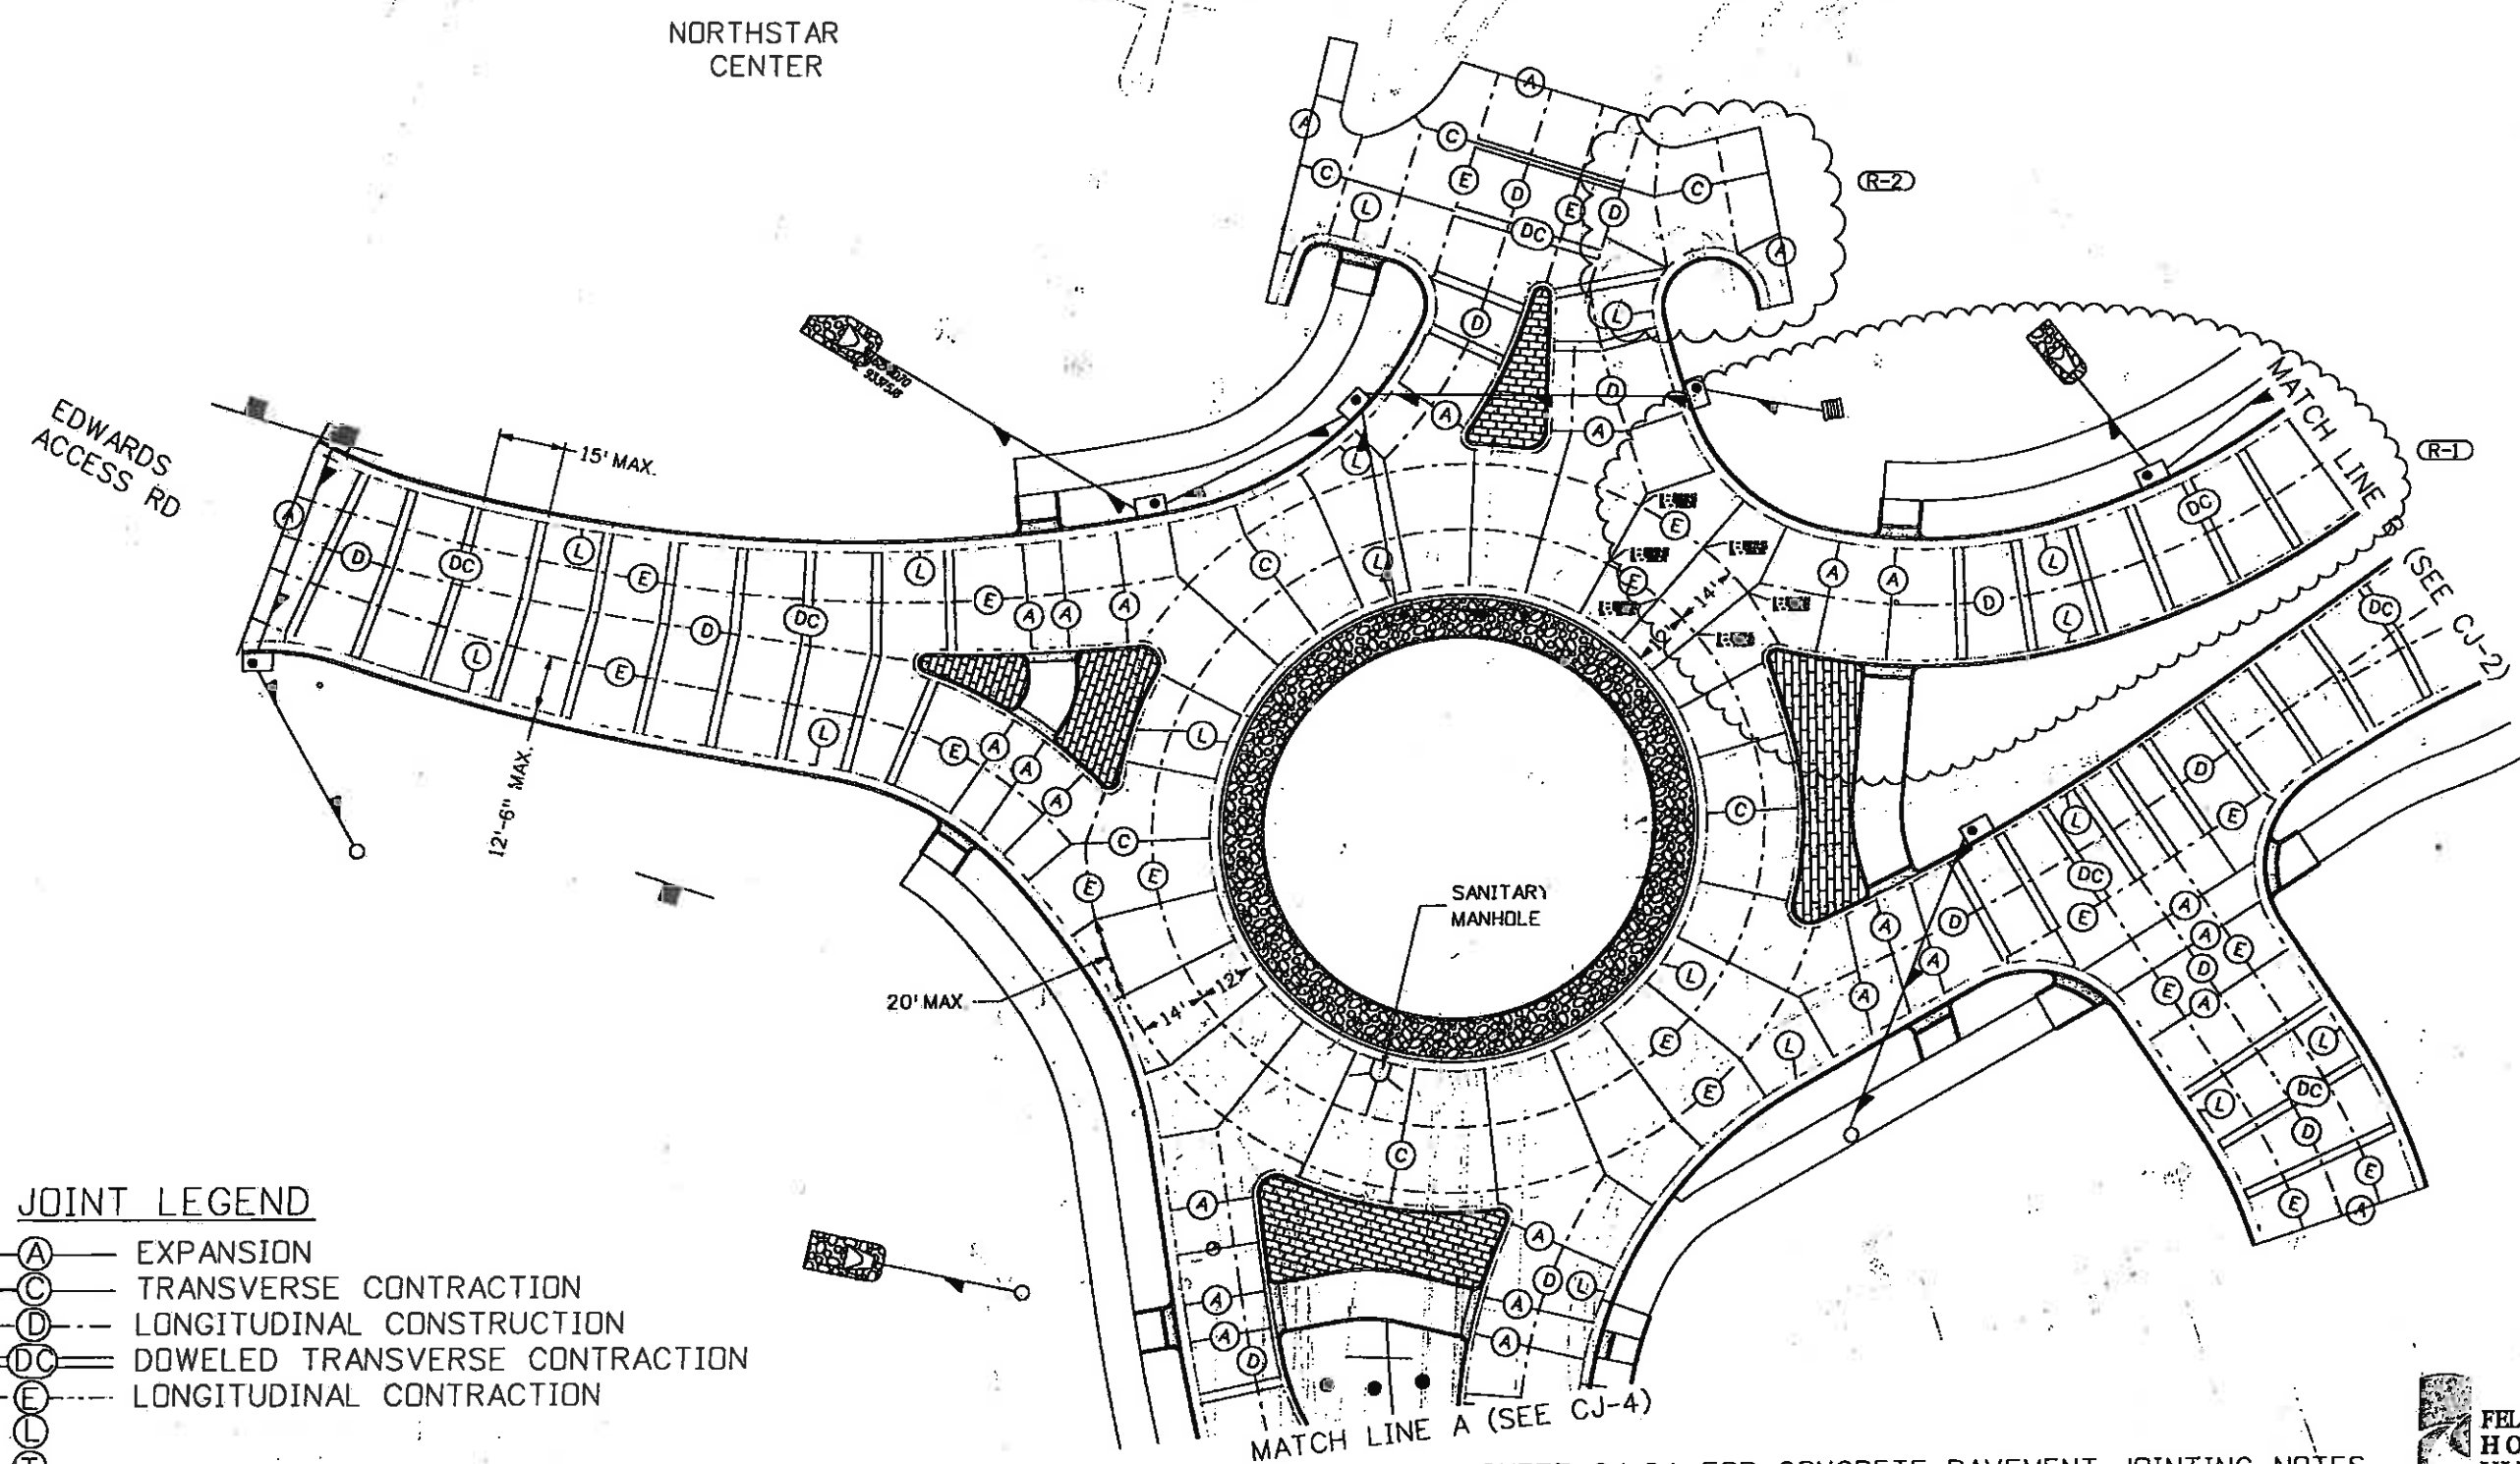 NORTHSTAR
CENTER
R-2
R-1
EDWARDS
ACCESS RD
15' MAX.
12'-6" MAX.
20' MAX
14'
12'
14'
12'
MATCH LINE B
(SEE CJ-2)
SANITARY
MANHOLE
MATCH LINE A (SEE CJ-4)
JOINT LEGEND
A EXPANSION
C TRANSVERSE CONTRACTION
D LONGITUDINAL CONSTRUCTION
DC DOWELED TRANSVERSE CONTRACTION
E LONGITUDINAL CONTRACTION
L
FOR CONCRETE PAVEMENT JOINTING NOTES